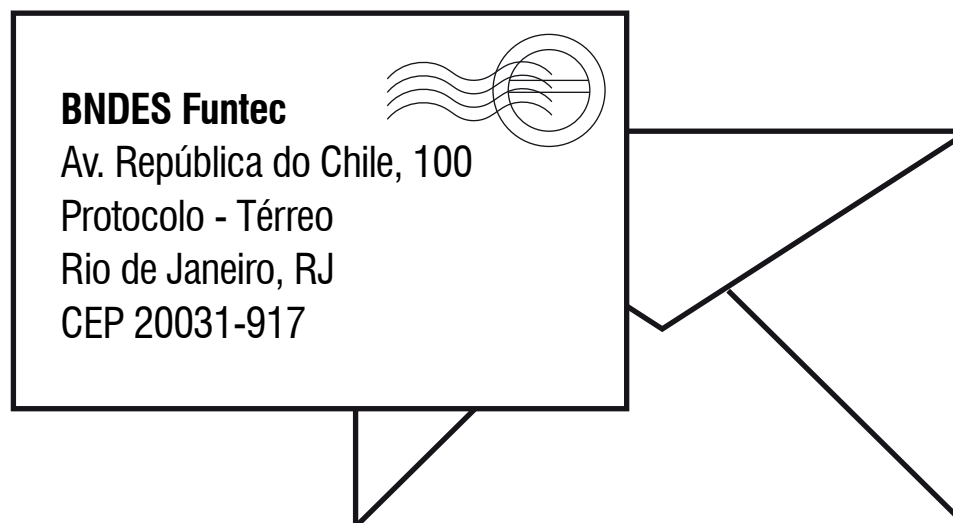 BNDES Funtec
Av. República do Chile, 100
Protocolo - Térreo
Rio de Janeiro, RJ
CEP 20031-917